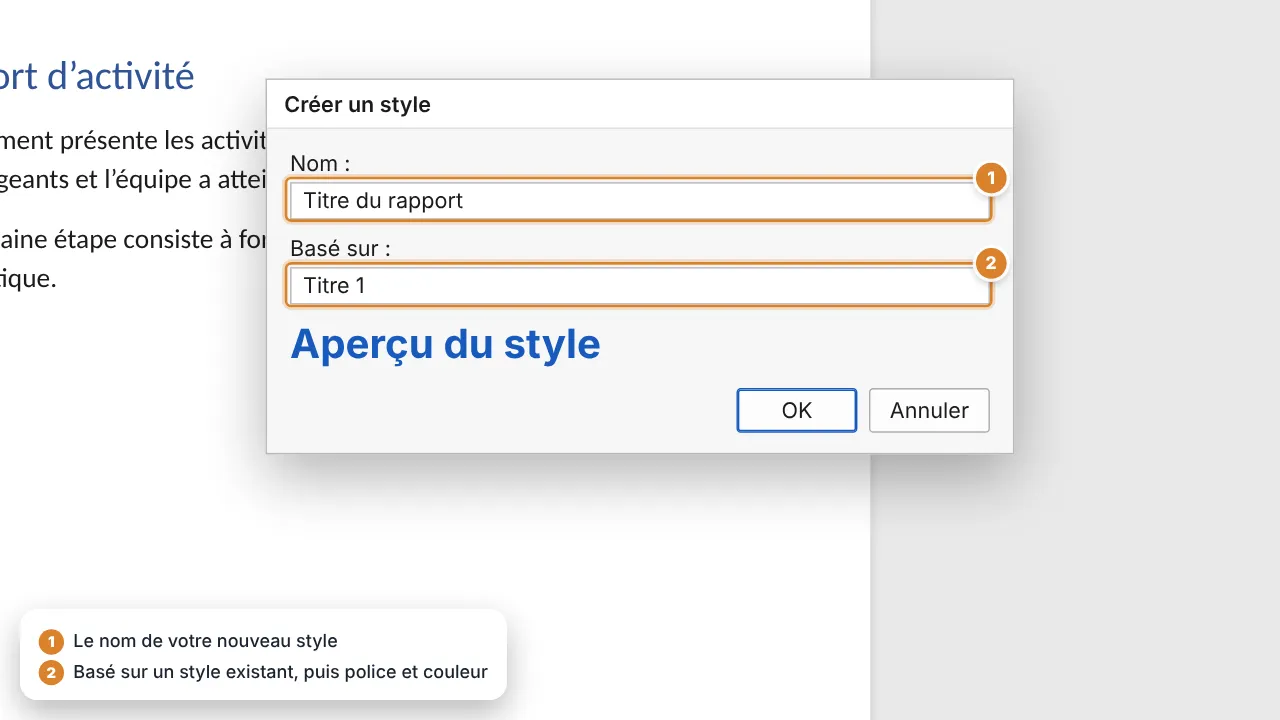 ort d’activité
ment présente les activit
geants et l’équipe a attei
aine étape consiste à for
tique.
Créer un style
Nom :
1
Titre du rapport
Basé sur :
2
Titre 1
Aperçu du style
OK
Annuler
1 Le nom de votre nouveau style
2 Basé sur un style existant, puis police et couleur